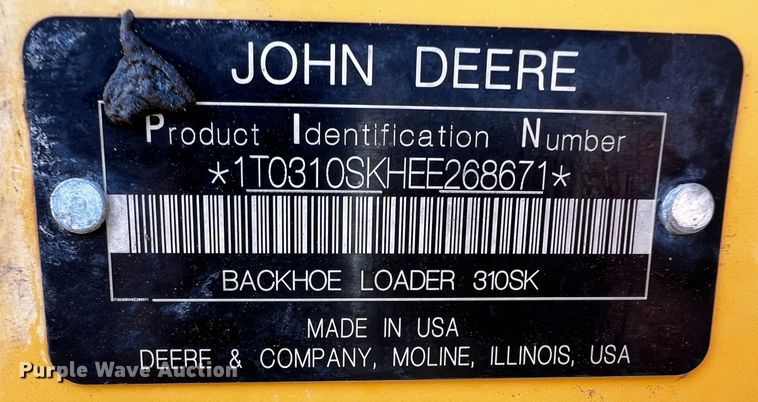 JOHN DEERE
Product Identification Number
*1T0310SKHEE268671*
BACKHOE LOADER 310SK
MADE IN USA
DEERE & COMPANY, MOLINE, ILLINOIS, USA
Purple Wave Auction